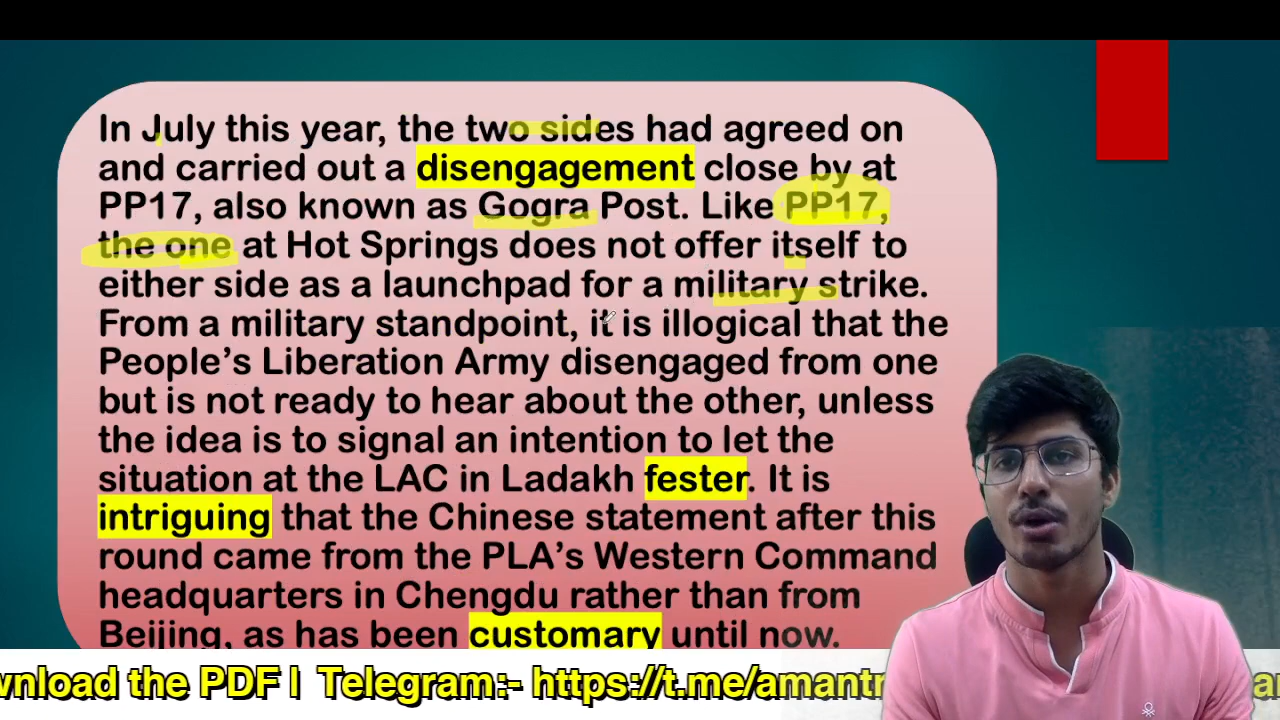 In July this year, the two sides had agreed on
and carried out a disengagement close by at
PP17, also known as Gogra Post. Like PP17,
the one at Hot Springs does not offer itself to
either side as a launchpad for a military strike.
From a military standpoint, it is illogical that the
People’s Liberation Army disengaged from one
but is not ready to hear about the other, unless
the idea is to signal an intention to let the
situation at the LAC in Ladakh fester. It is
intriguing that the Chinese statement after this
round came from the PLA’s Western Command
headquarters in Chengdu rather than from
Beijing, as has been customary until now.
wnload the PDF I Telegram:- https://t.me/amantr